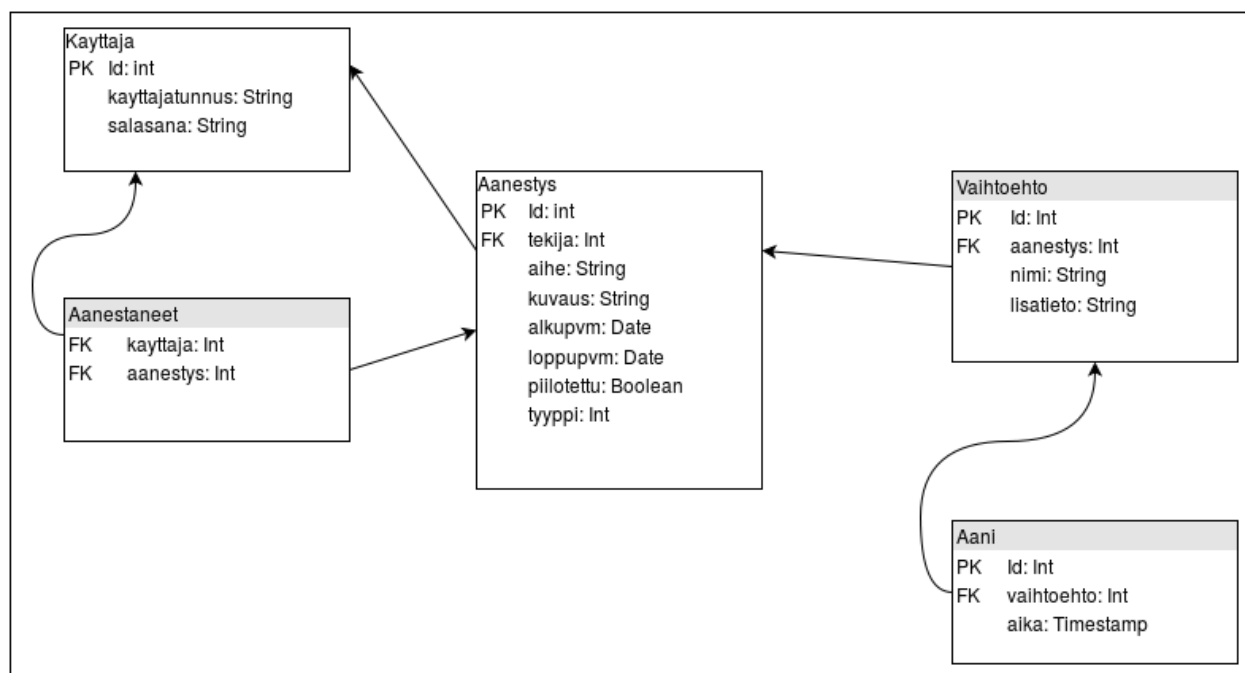 Kayttaja
PK Id: int
kayttajatunnus: String
salasana: String
Aanestaneet
FK kayttaja: Int
FK aanestys: Int
Aanestys
PK Id: int
FK tekija: Int
aihe: String
kuvaus: String
alkupvm: Date
loppupvm: Date
piilotettu: Boolean
tyyppi: Int
Vaihtoehto
PK Id: Int
FK aanestys: Int
nimi: String
lisatieto: String
Aani
PK Id: Int
FK vaihtoehto: Int
aika: Timestamp